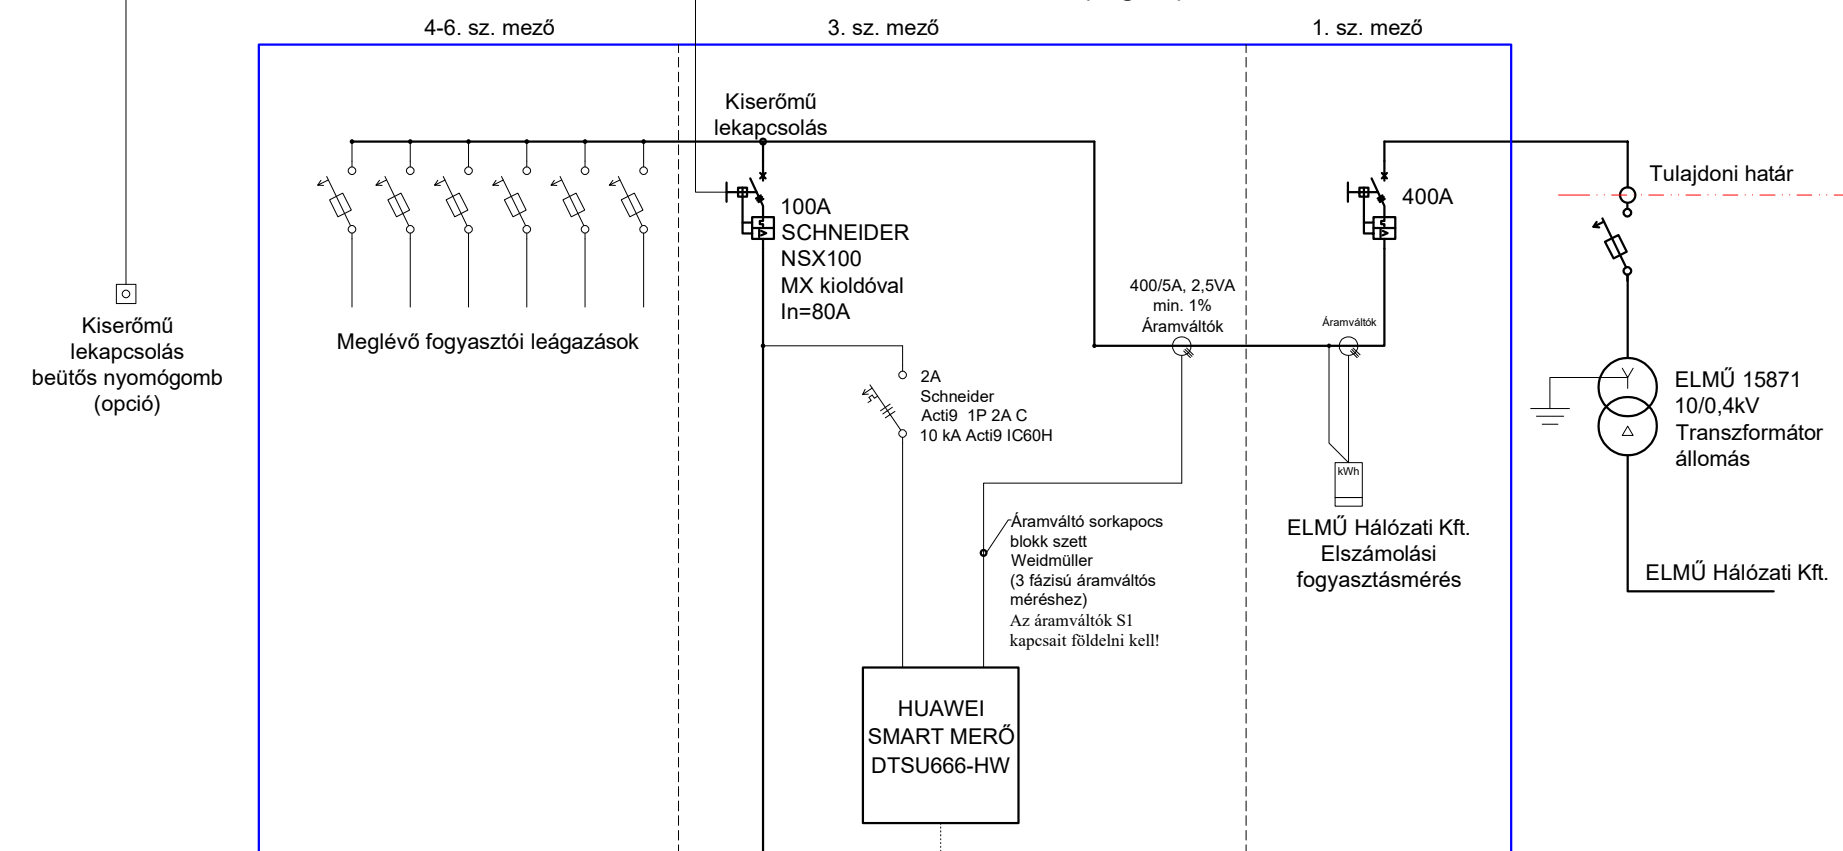 4-6. sz. mező
3. sz. mező
1. sz. mező
Kiserőmű
lekapcsolás
100A
SCHNEIDER
NSX100
MX kioldóval
In=80A
400A
Tulajdoni határ
Kiserőmű
lekapcsolás
beütős nyomógomb
(opció)
Meglévő fogyasztói leágazások
400/5A, 2,5VA
min. 1%
Áramváltók
Áramváltók
2A
Schneider
Acti9 1P 2A C
10 kA Acti9 IC60H
ELMŰ 15871
10/0,4kV
Transzformátor
állomás
kWh
ELMŰ Hálózati Kft.
Elszámolási
fogyasztásmérés
Áramváltó sorkapocs
blokk szett
Weidmüller
(3 fázisú áramváltós
méréshez)
Az áramváltók S1
kapcsait földelni kell!
ELMŰ Hálózati Kft.
HUAWEI
SMART MERŐ
DTSU666-HW